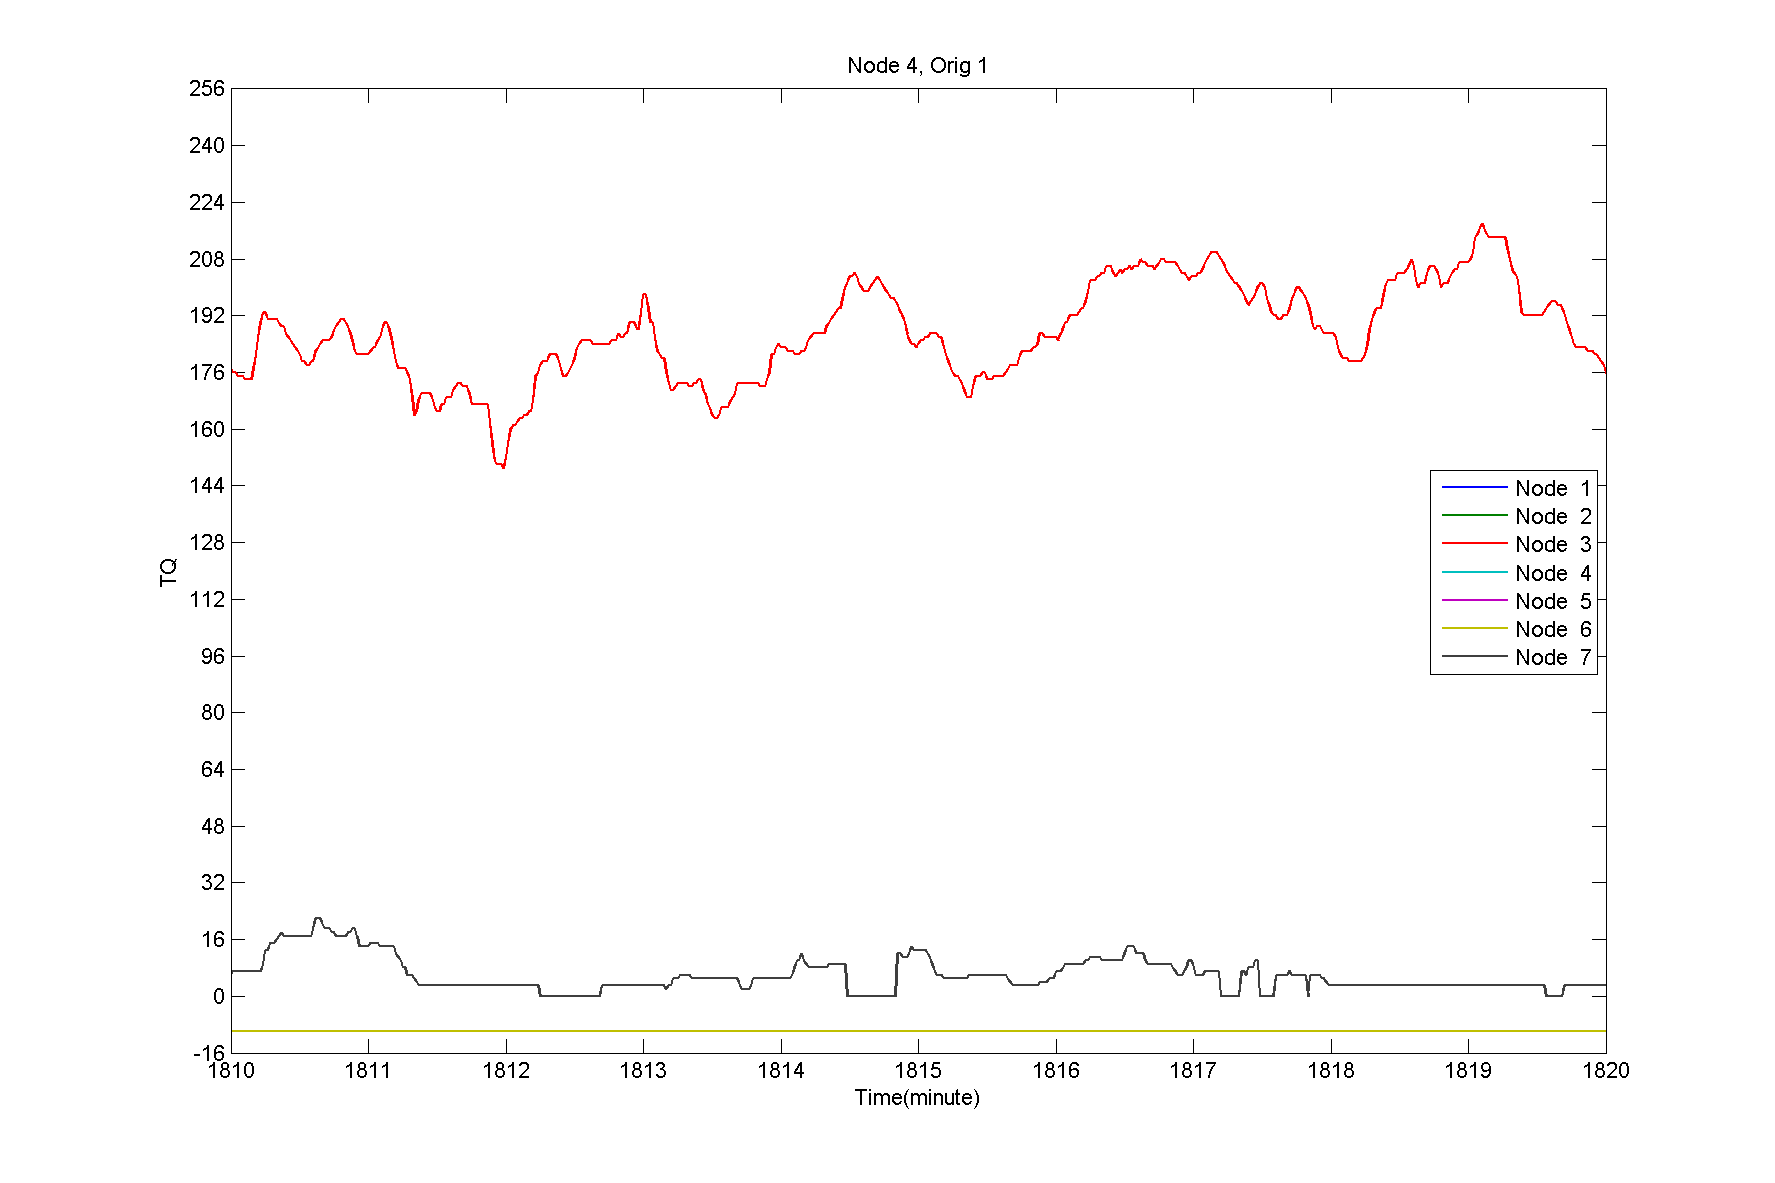 Node 4, Orig 1
256
240
224
208
192
176
160
144
128
112
96
80
64
48
32
16
0
-16
TQ
Node 1
Node 2
Node 3
Node 4
Node 5
Node 6
Node 7
1810 1811 1812 1813 1814 1815 1816 1817 1818 1819 1820
Time(minute)